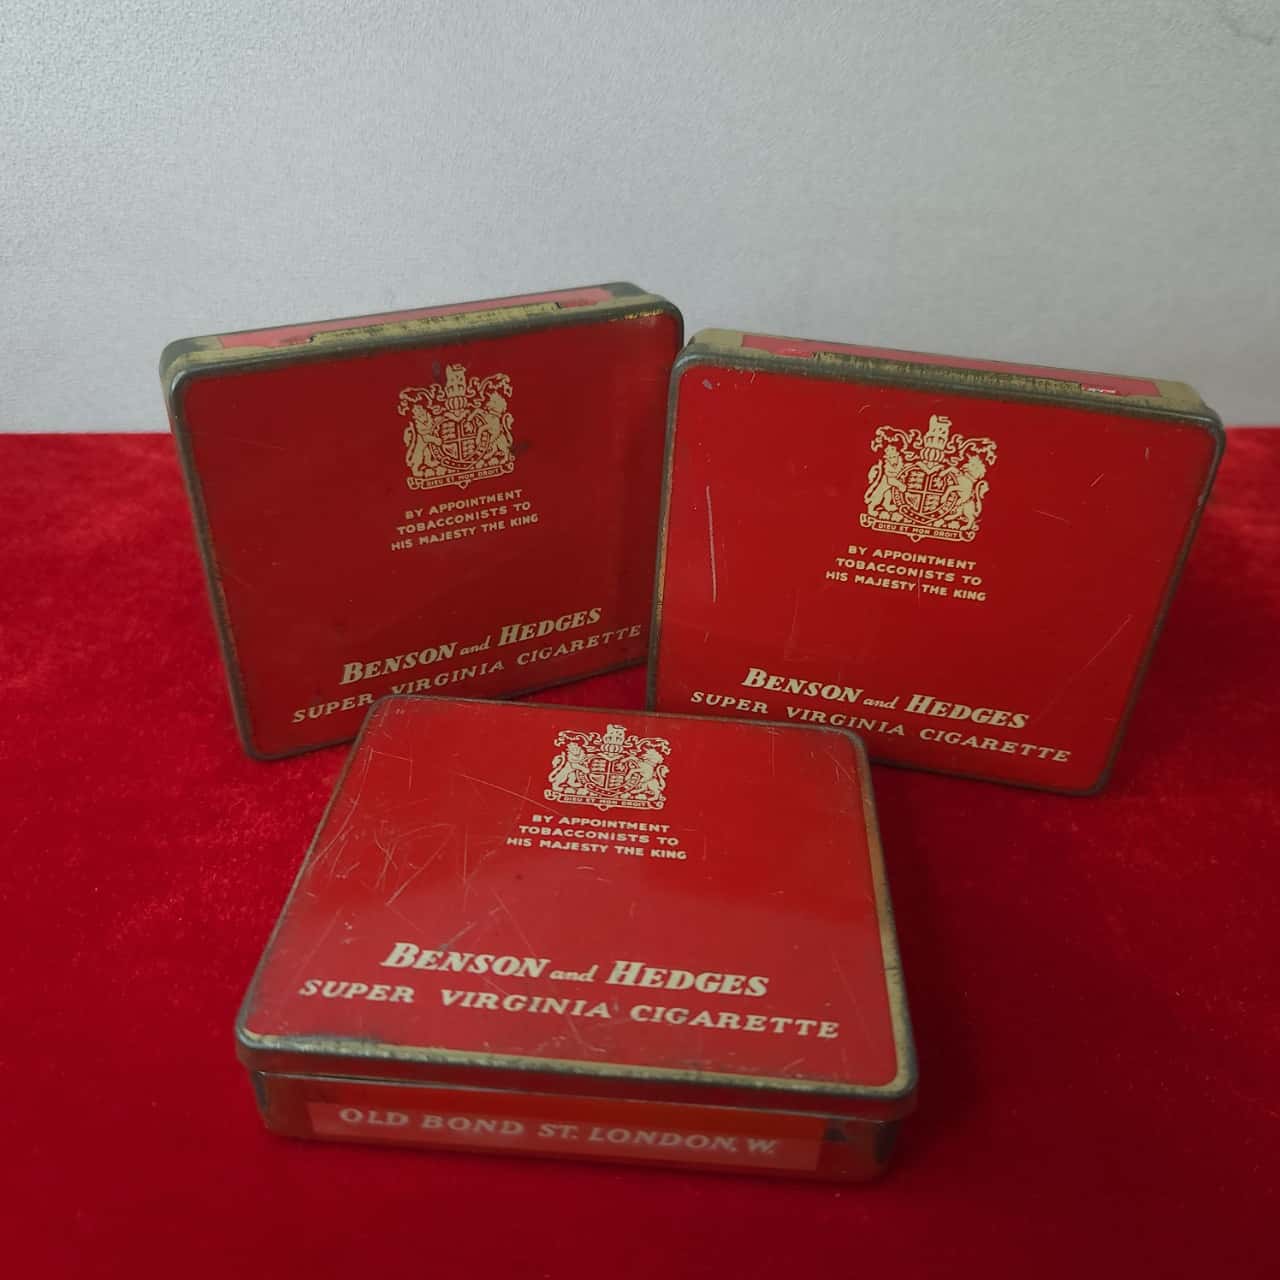 DIEU ET MON DROIT
BY APPOINTMENT
TOBACCONISTS TO
HIS MAJESTY THE KING
BENSON and HEDGES
SUPER VIRGINIA CIGARETTE
DIEU ET MON DROIT
BY APPOINTMENT
TOBACCONISTS TO
HIS MAJESTY THE KING
BENSON and HEDGES
SUPER VIRGINIA CIGARETTE
DIEU ET MON DROIT
BY APPOINTMENT
TOBACCONISTS TO
HIS MAJESTY THE KING
BENSON and HEDGES
SUPER VIRGINIA CIGARETTE
OLD BOND ST. LONDON, W.